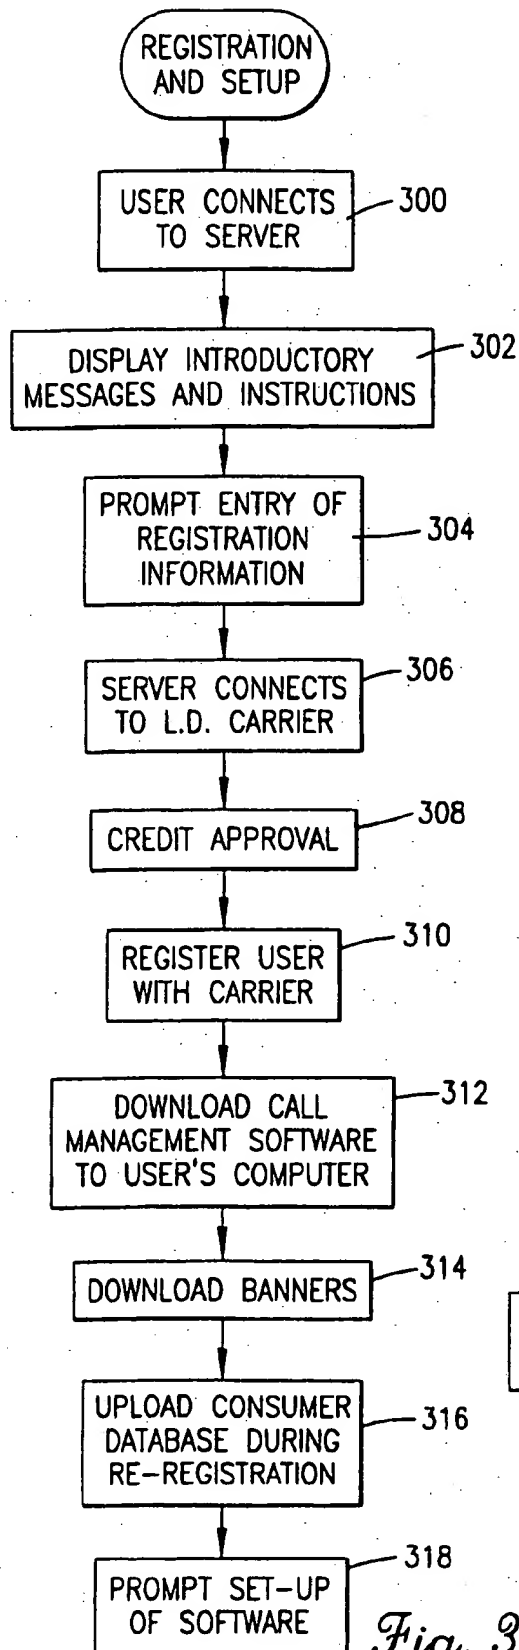 REGISTRATION
AND SETUP
USER CONNECTS
TO SERVER
300
DISPLAY INTRODUCTORY
MESSAGES AND INSTRUCTIONS
302
PROMPT ENTRY OF
REGISTRATION
INFORMATION
304
SERVER CONNECTS
TO L.D. CARRIER
306
CREDIT APPROVAL
308
REGISTER USER
WITH CARRIER
310
DOWNLOAD CALL
MANAGEMENT SOFTWARE
TO USER'S COMPUTER
312
DOWNLOAD BANNERS
314
UPLOAD CONSUMER
DATABASE DURING
RE-REGISTRATION
316
PROMPT SET-UP
OF SOFTWARE
318
Fig. 3